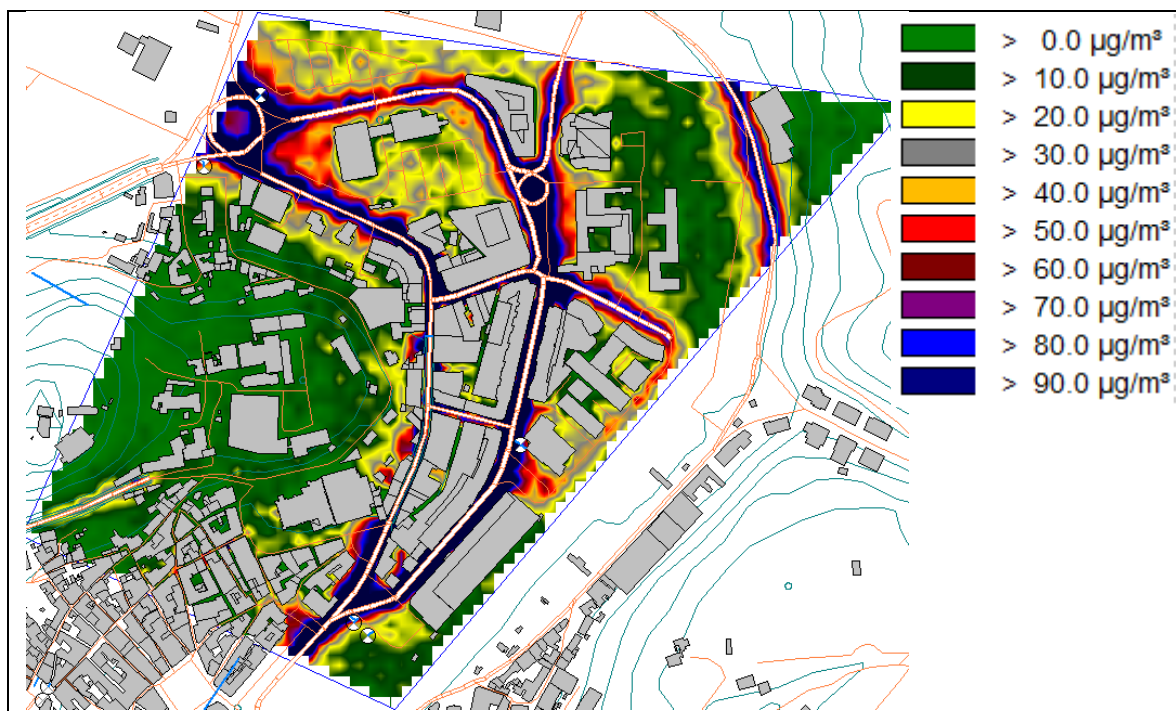 > 0.0 µg/m³
> 10.0 µg/m³
> 20.0 µg/m³
> 30.0 µg/m³
> 40.0 µg/m³
> 50.0 µg/m³
> 60.0 µg/m³
> 70.0 µg/m³
> 80.0 µg/m³
> 90.0 µg/m³